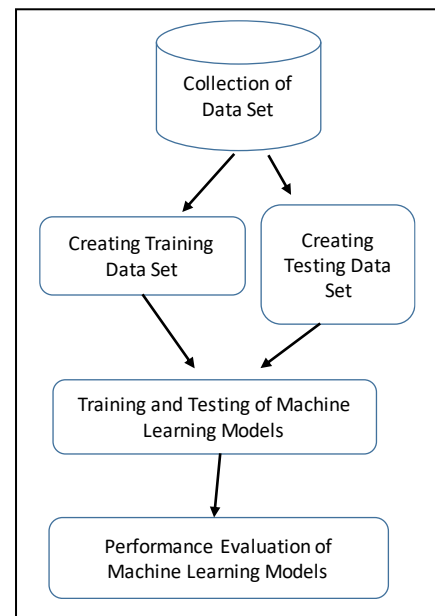 Collection of
Data Set
Creating Training
Data Set
Creating
Testing Data
Set
Training and Testing of Machine
Learning Models
Performance Evaluation of
Machine Learning Models